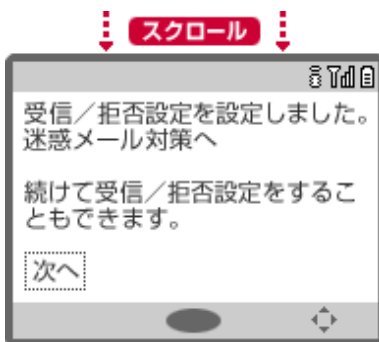 スクロール
受信／拒否設定を設定しました。
迷惑メール対策へ
続けて受信／拒否設定をするこ
ともできます。
次へ